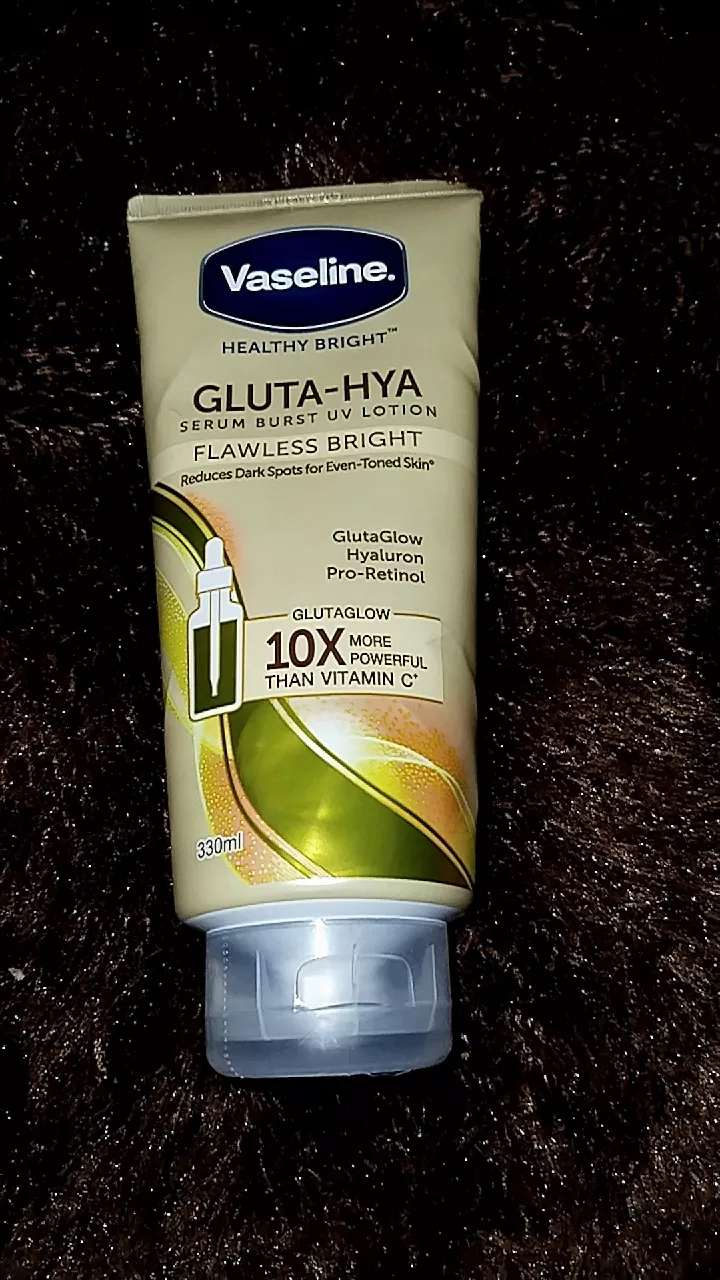 Vaseline.
HEALTHY BRIGHT™
GLUTA-HYA
SERUM BURST UV LOTION
FLAWLESS BRIGHT
Reduces Dark Spots for Even-Toned Skin*
GlutaGlow
Hyaluron
Pro-Retinol
GLUTAGLOW
10X MORE
POWERFUL
THAN VITAMIN C⁺
330ml